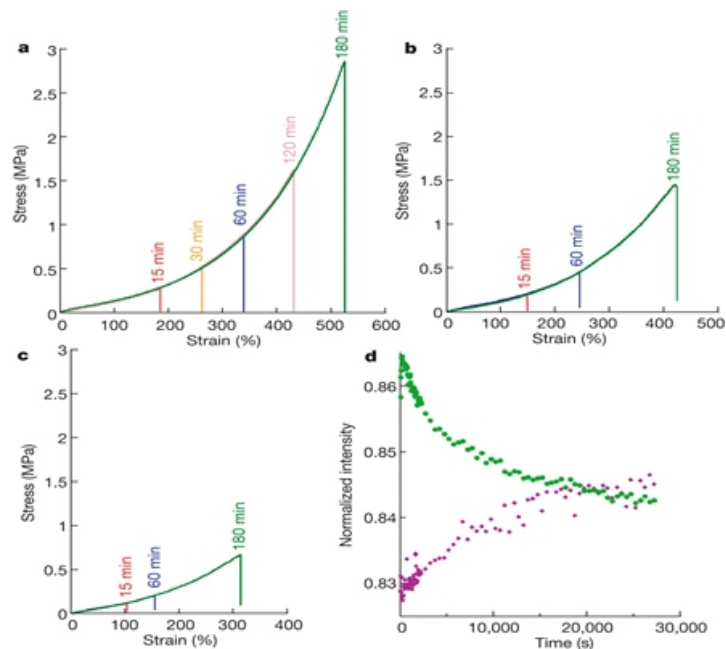 a
Stress (MPa)
3
2.5
2
1.5
1
0.5
0
0
100
200
300
400
500
600
Strain (%)
15 min
30 min
60 min
120 min
180 min
b
Stress (MPa)
3
2.5
2
1.5
1
0.5
0
0
100
200
300
400
500
Strain (%)
15 min
60 min
180 min
c
Stress (MPa)
3
2.5
2
1.5
1
0.5
0
0
100
200
300
400
Strain (%)
15 min
60 min
180 min
d
Normalized intensity
0.86
0.85
0.84
0.83
0
10,000
20,000
30,000
Time (s)